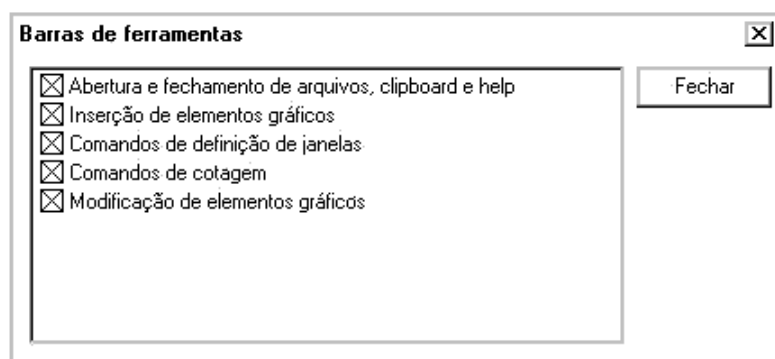 Barras de ferramentas
Abertura e fechamento de arquivos, clipboard e help
Fechar
Inserção de elementos gráficos
Comandos de definição de janelas
Comandos de cotagem
Modificação de elementos gráficos